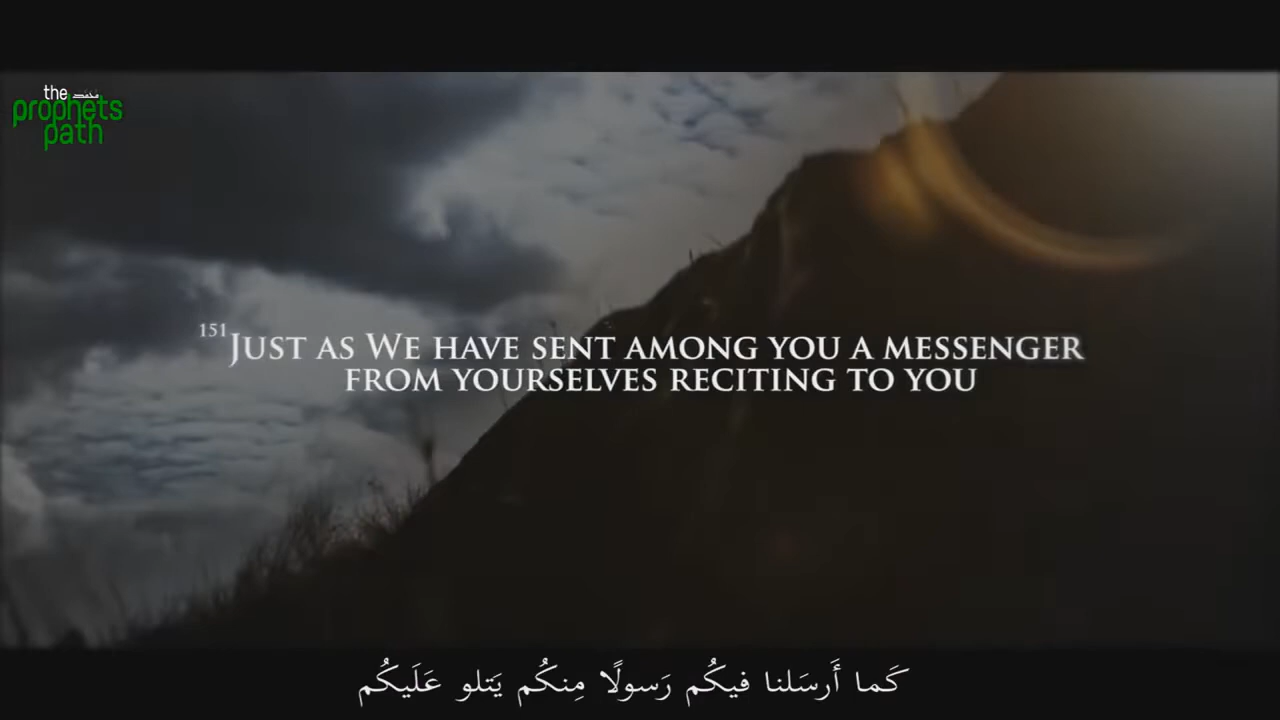 the محمد
prophets
path
151 Just as We have sent among you a messenger
from yourselves reciting to you
كَما أَرسَلنا فيكُم رَسولًا مِنكُم يَتلو عَلَيكُم